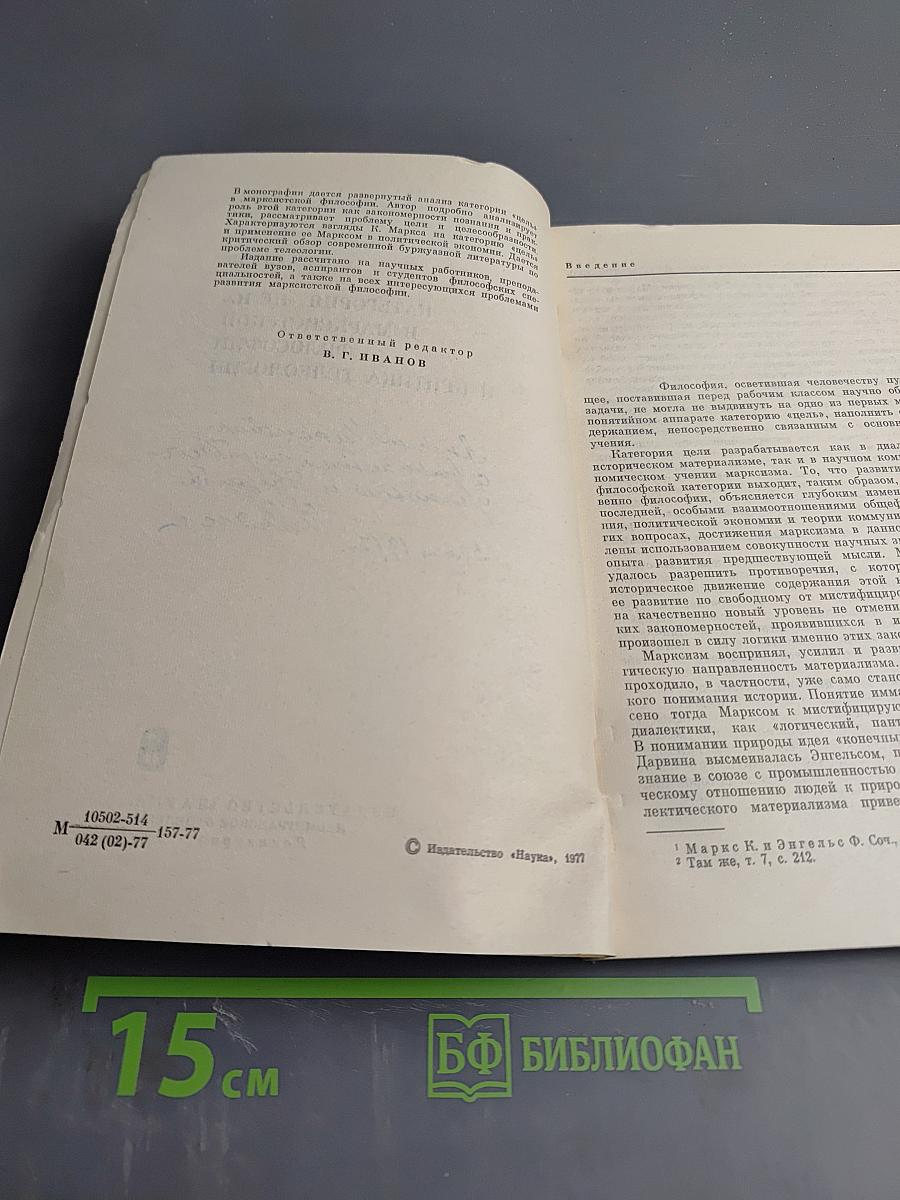 В монографии дается развернутый анализ категории «цель»
в марксистской философии. Автор подробно анализирует
роль этой категории как закономерности познания и прак-
тики, рассматривает проблему цели и целесообразности.
Характеризуются взгляды К. Маркса на категорию «цель»
и применение ее Марксом в политической экономии. Дается
критический обзор современной буржуазной литературы по
проблеме телеологии.
Издание рассчитано на научных работников, препода-
вателей вузов, аспирантов и студентов философских спе-
циальностей, а также на всех интересующихся проблемами
развития марксистской философии.
Ответственный редактор
В. Г. ИВАНОВ
М 10502-514
042 (02)-77 157-77
© Издательство «Наука», 1977
Введение
Философия, осветившая человечеству пу
щее, поставившая перед рабочим классом научно об
задачи, не могла не выдвинуть на одно из первых м
понятийном аппарате категорию «цель», наполнить
держанием, непосредственно связанным с основн
учения.
Категория цели разрабатывается как в диал
историческом материализме, так и в научном комм
номическом учении марксизма. То, что развити
философской категории выходит, таким образом,
венно философии, объясняется глубоким измен
последней, особыми взаимоотношениями общеф
ния, политической экономии и теории коммуни
гих вопросах, достижения марксизма в данно
лены использованием совокупности научных з
опыта развития предшествующей мысли. М
удалось разрешить противоречия, с котор
историческое движение содержания этой к
ее развитие по свободному от мистифициро
на качественно новый уровень не отмени
ких закономерностей, проявившихся в и
произошел в силу логики именно этих зако
Марксизм воспринял, усилил и разви
гическую направленность материализма.
проходило, в частности, уже само стано
кого понимания истории. Понятие имма
сено тогда Марксом к мистифицирую
диалектики, как «логический, пант
В понимании природы идея «конечны
Дарвина высмеивалась Энгельсом, п
знание в союзе с промышленностью
ческому отношению людей к приро
лектического материализма приве
¹ Маркс К. и Энгельс Ф. Соч.,
² Там же, т. 7, с. 212.
15 см
БФ БИБЛИОФАН